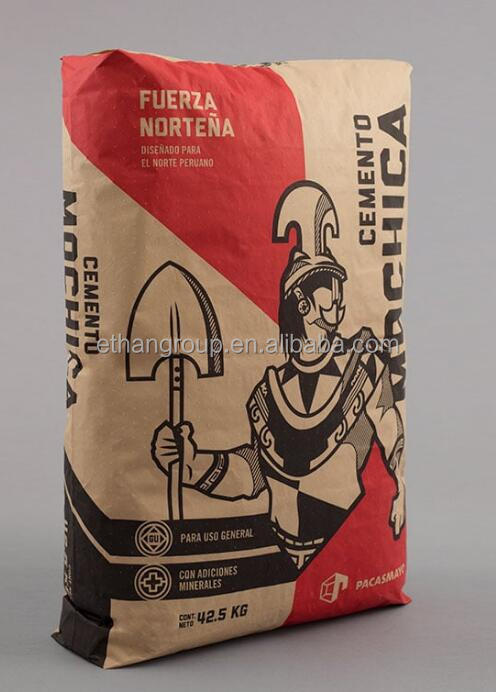 FUERZA
NORTEÑA
DISEÑADO PARA
EL NORTE PERUANO
CEMENTO
MOCHICA
CEMENTO
MOCHICA
ethangroup.en.alibaba.com
GU
PARA USO GENERAL
CON ADICIONES
MINERALES
CONT.
NETO 42.5 KG
PACASMAYO